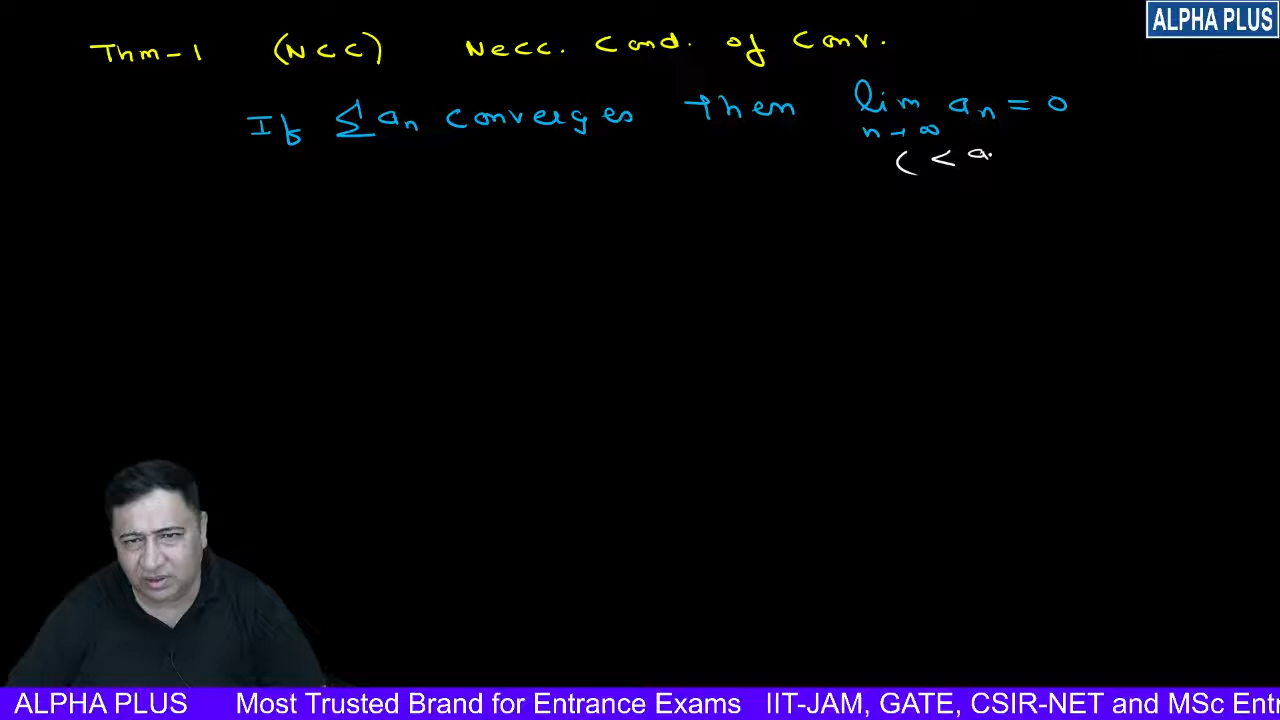 ALPHA PLUS
Thm-1 (NCC) Necc. Cond. of Conv.
If Σan converges then lim an = 0
n→∞
( < a
ALPHA PLUS Most Trusted Brand for Entrance Exams IIT-JAM, GATE, CSIR-NET and MSc Ent